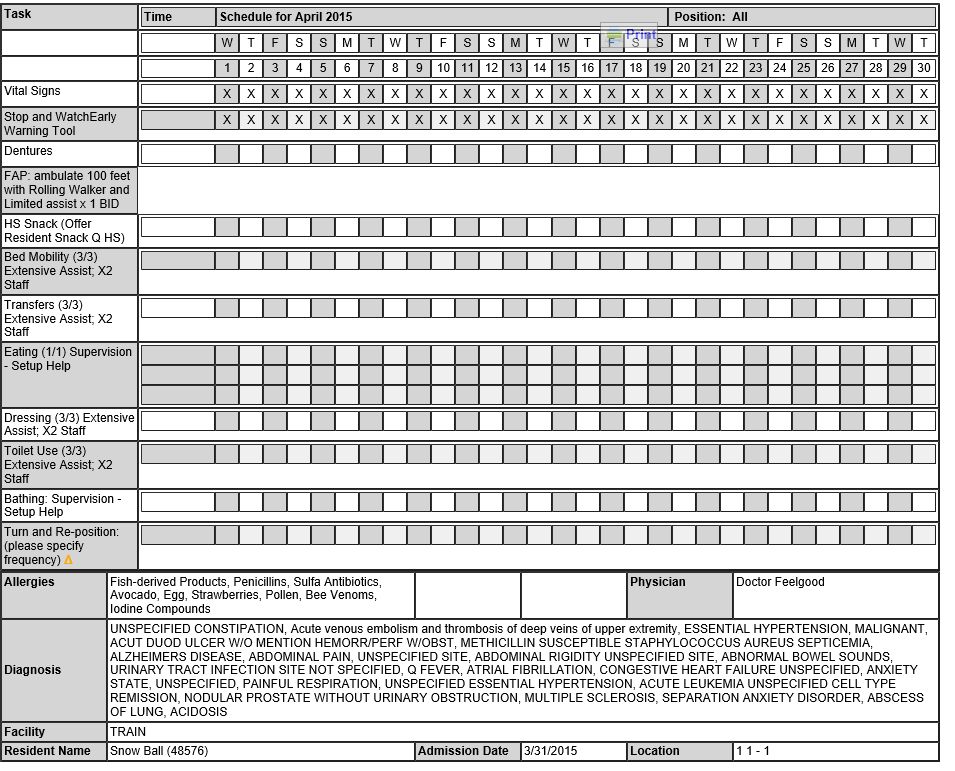 Task Time Schedule for April 2015 Position: All
Print
W T F S S M T W T F S S M T W T F S S M T W T F S S M T W T
1 2 3 4 5 6 7 8 9 10 11 12 13 14 15 16 17 18 19 20 21 22 23 24 25 26 27 28 29 30
Vital Signs X X X X X X X X X X X X X X X X X X X X X X X X X X X X X X
Stop and WatchEarly
Warning Tool X X X X X X X X X X X X X X X X X X X X X X X X X X X X X X
Dentures
FAP: ambulate 100 feet
with Rolling Walker and
Limited assist x 1 BID
HS Snack (Offer
Resident Snack Q HS)
Bed Mobility (3/3)
Extensive Assist; X2
Staff
Transfers (3/3)
Extensive Assist; X2
Staff
Eating (1/1) Supervision
- Setup Help
Dressing (3/3) Extensive
Assist; X2 Staff
Toilet Use (3/3)
Extensive Assist; X2
Staff
Bathing: Supervision -
Setup Help
Turn and Re-position:
(please specify
frequency) Δ
Allergies Fish-derived Products, Penicillins, Sulfa Antibiotics,
Avocado, Egg, Strawberries, Pollen, Bee Venoms,
Iodine Compounds
Physician Doctor Feelgood
Diagnosis
UNSPECIFIED CONSTIPATION, Acute venous embolism and thrombosis of deep veins of upper extremity, ESSENTIAL HYPERTENSION, MALIGNANT,
ACUT DUOD ULCER W/O MENTION HEMORR/PERF W/OBST, METHICILLIN SUSCEPTIBLE STAPHYLOCOCCUS AUREUS SEPTICEMIA,
ALZHEIMERS DISEASE, ABDOMINAL PAIN, UNSPECIFIED SITE, ABDOMINAL RIGIDITY UNSPECIFIED SITE, ABNORMAL BOWEL SOUNDS,
URINARY TRACT INFECTION SITE NOT SPECIFIED, Q FEVER, ATRIAL FIBRILLATION, CONGESTIVE HEART FAILURE UNSPECIFIED, ANXIETY
STATE, UNSPECIFIED, PAINFUL RESPIRATION, UNSPECIFIED ESSENTIAL HYPERTENSION, ACUTE LEUKEMIA UNSPECIFIED CELL TYPE
REMISSION, NODULAR PROSTATE WITHOUT URINARY OBSTRUCTION, MULTIPLE SCLEROSIS, SEPARATION ANXIETY DISORDER, ABSCESS
OF LUNG, ACIDOSIS
Facility TRAIN
Resident Name Snow Ball (48576) Admission Date 3/31/2015 Location 1 1 - 1